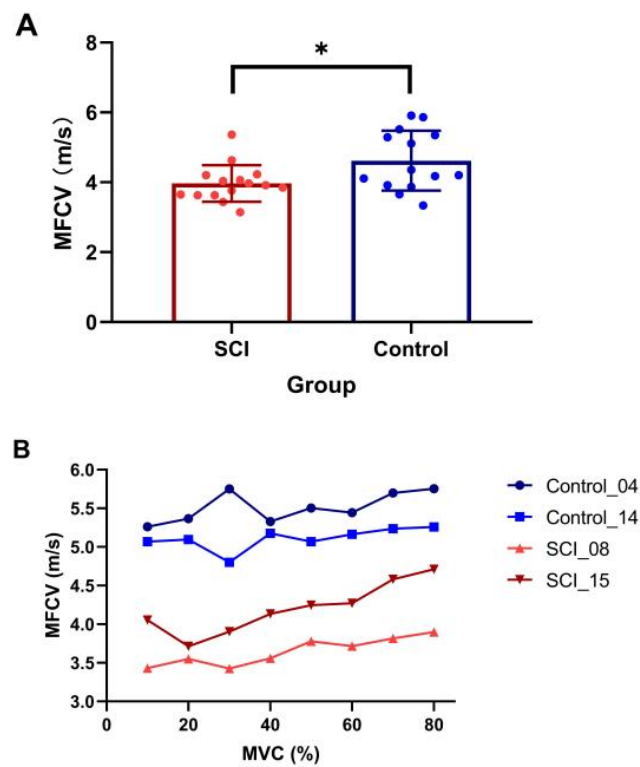 A
8
6
4
2
0
MFCV (m/s)
*
SCI
Control
Group
B
6.0
5.5
5.0
4.5
4.0
3.5
3.0
MFCV (m/s)
0
20
40
60
80
MVC (%)
Control_04
Control_14
SCI_08
SCI_15